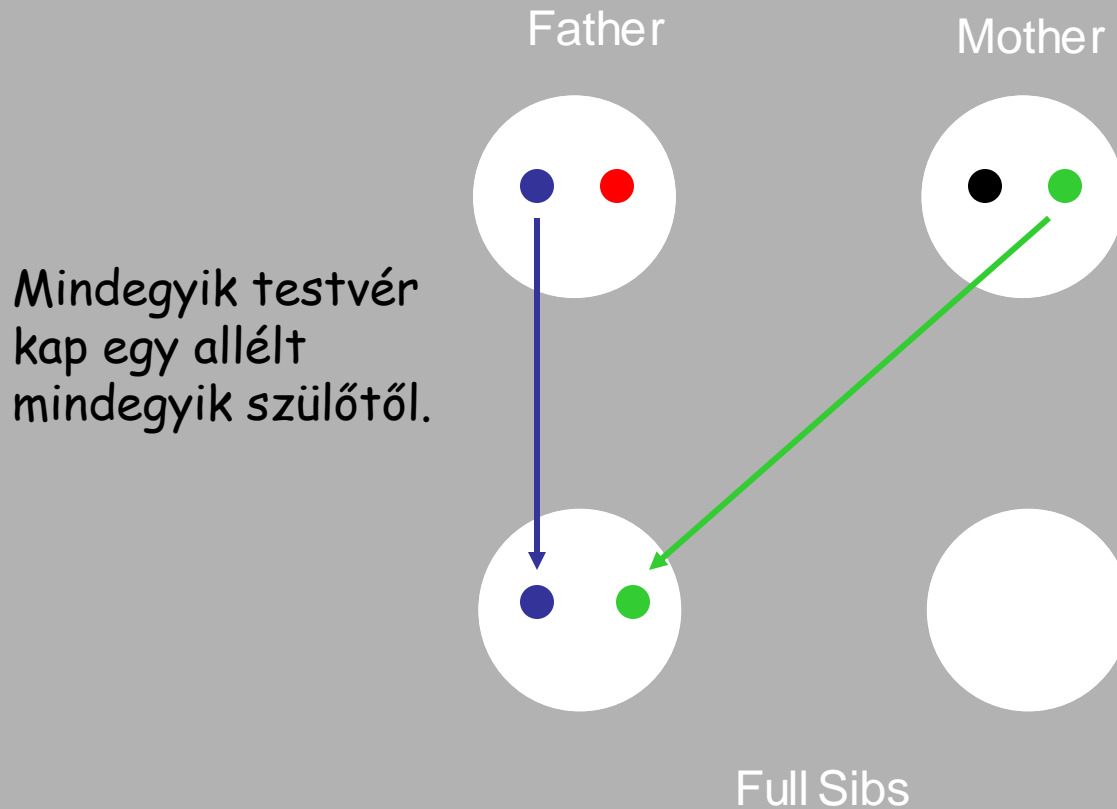 Father
Mother
Mindegyik testvér
kap egy allélt
mindegyik szülőtől.
Full Sibs